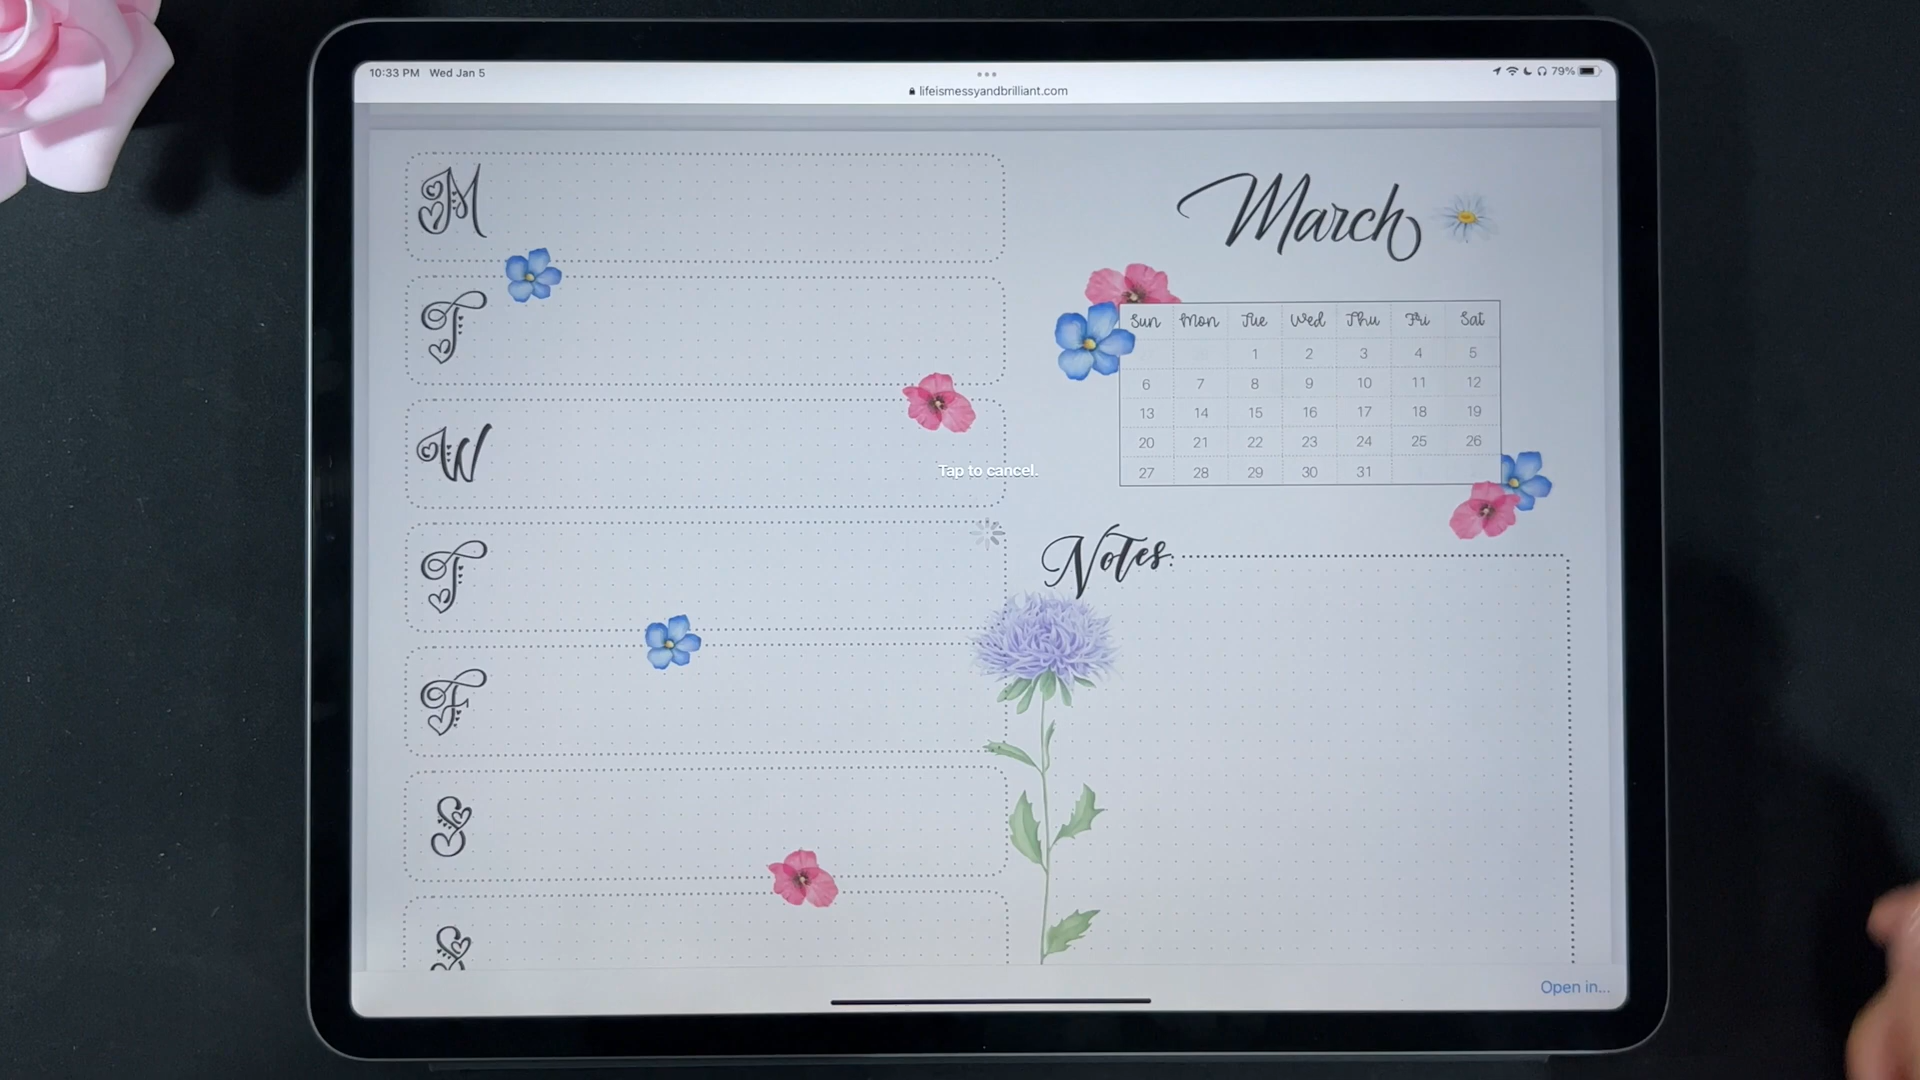 10:33 PM Wed Jan 5
79%
lifeismessyandbrilliant.com
M
T
W
T
F
S
S
March
Sun Mon Tue Wed Thu Fri Sat
1 2 3 4 5
6 7 8 9 10 11 12
13 14 15 16 17 18 19
20 21 22 23 24 25 26
27 28 29 30 31
Tap to cancel.
Notes:
Open in...